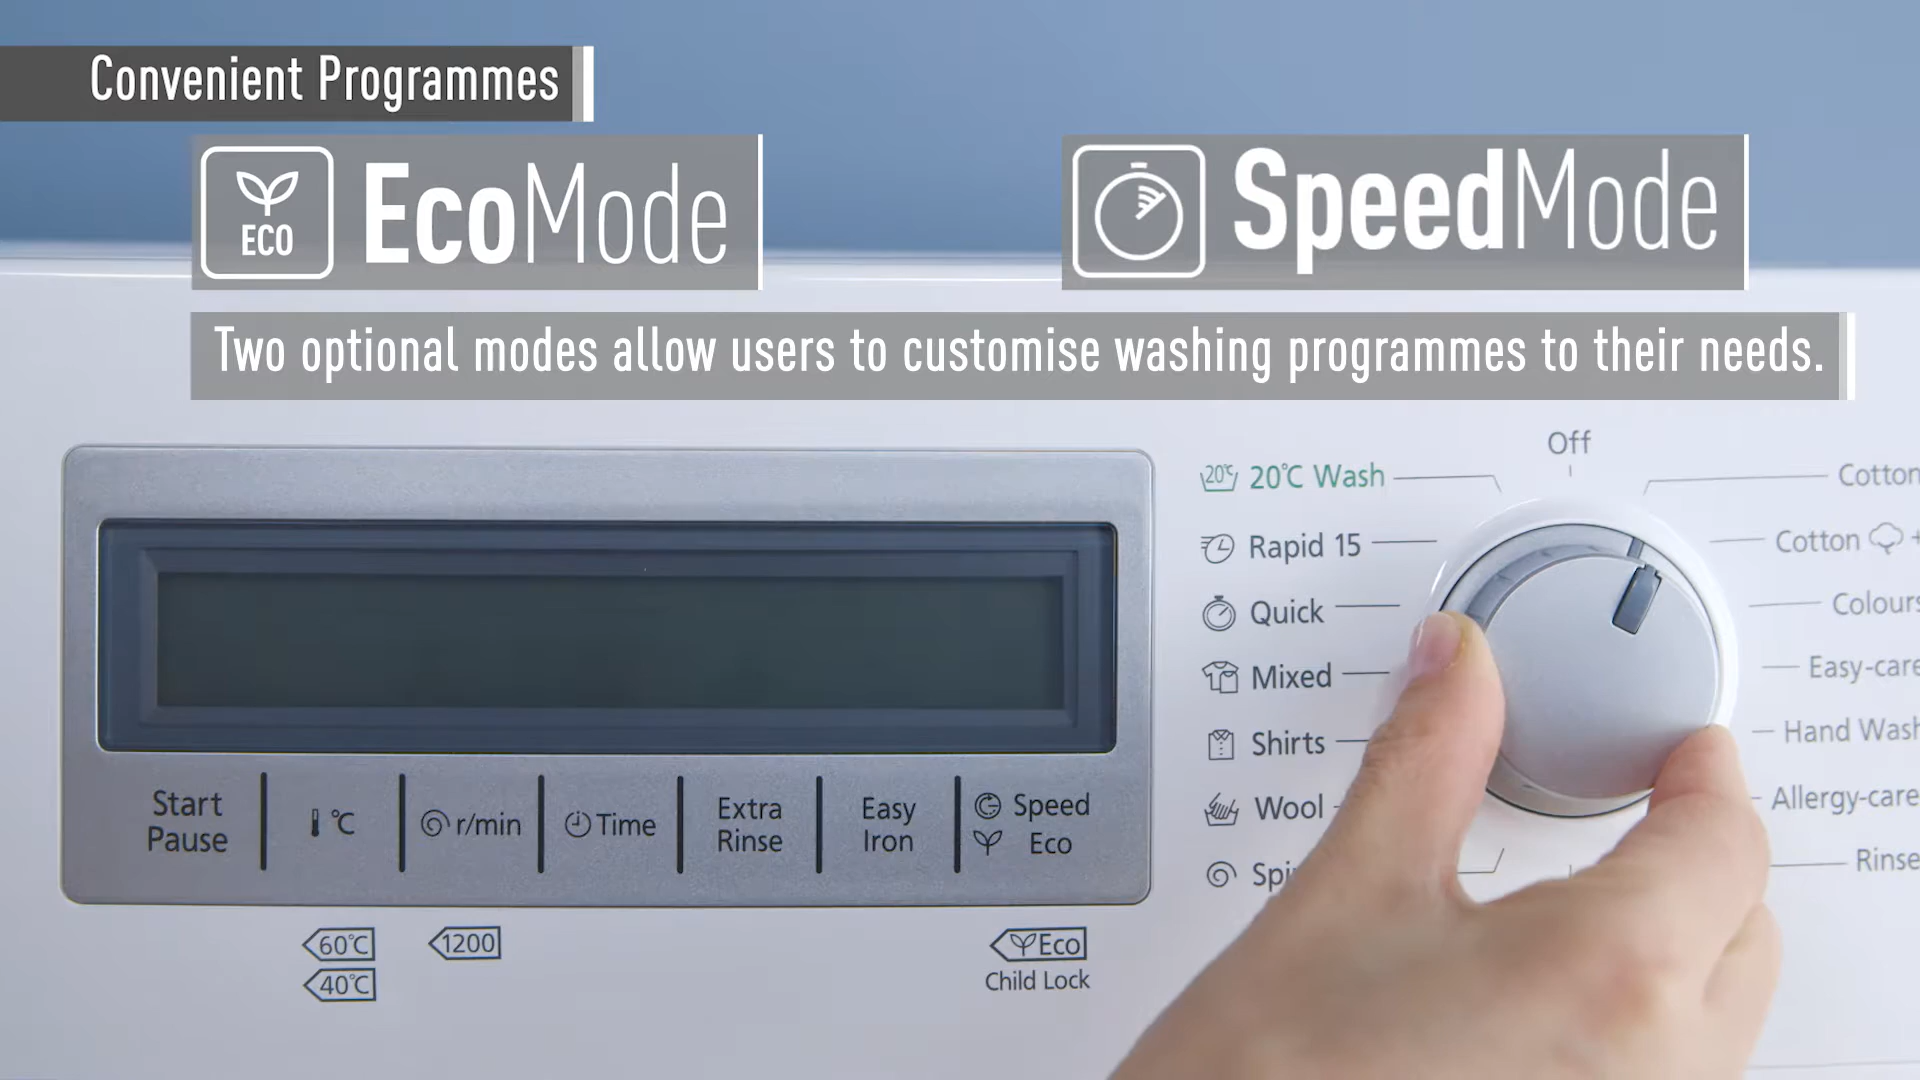 Convenient Programmes
ECO
EcoMode
SpeedMode
Two optional modes allow users to customise washing programmes to their needs.
Off
20°C 20°C Wash
Rapid 15
Quick
Mixed
Shirts
Wool
Cotton
Cotton +
Colours
Easy-care
Hand Wash
Allergy-care
Rinse
Start
Pause
°C
r/min
Time
Extra
Rinse
Easy
Iron
Speed
Eco
60°C
40°C
1200
Eco
Child Lock